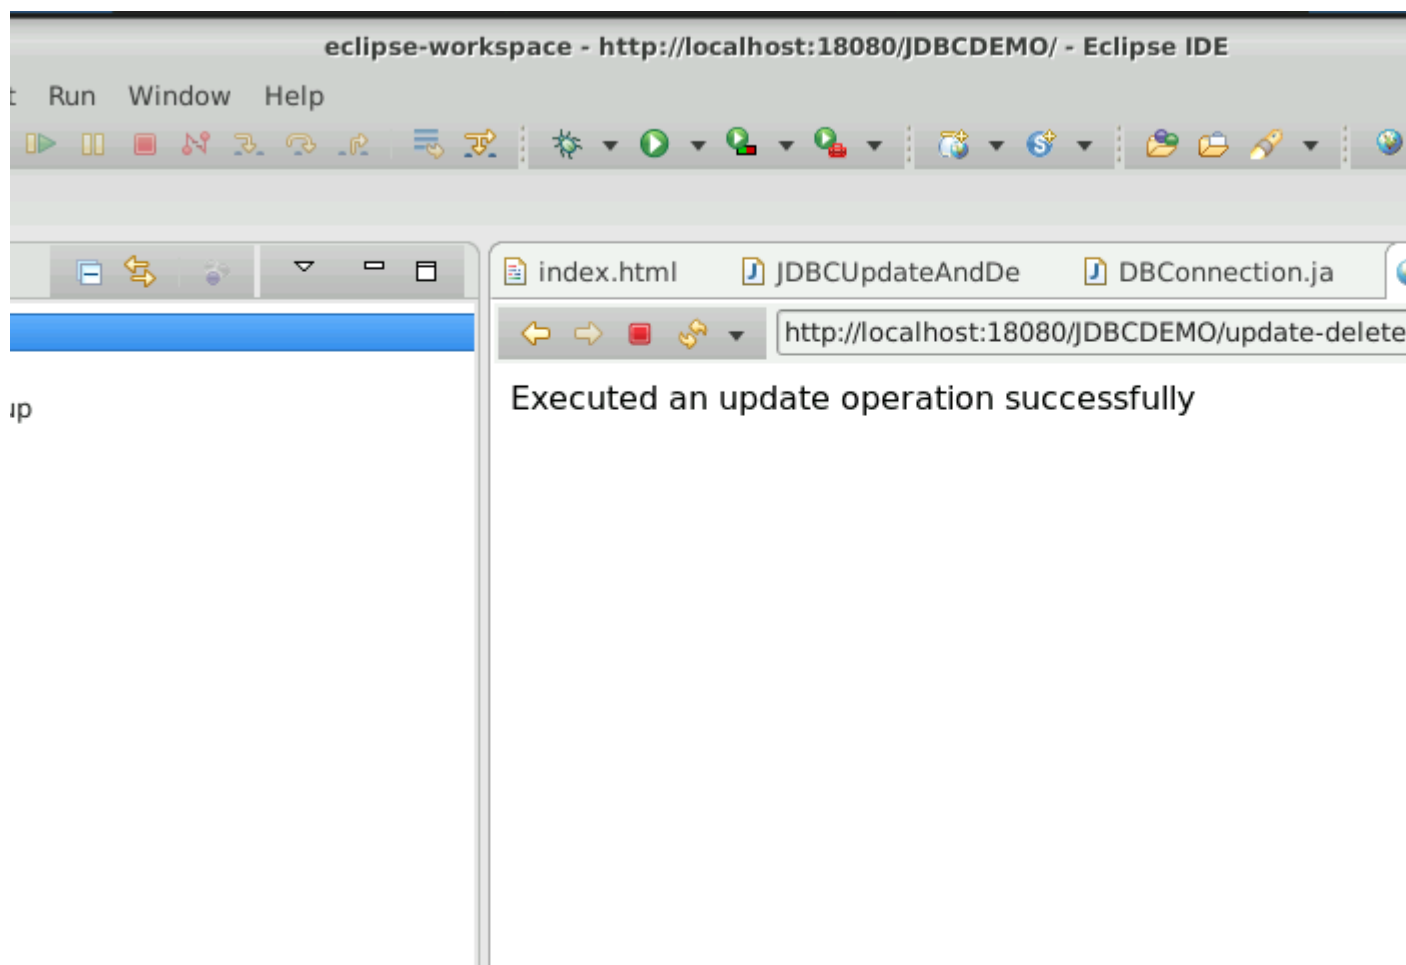 eclipse-workspace - http://localhost:18080/JDBCDEMO/ - Eclipse IDE
t Run Window Help
index.html JDBCUpdateAndDe DBConnection.ja
http://localhost:18080/JDBCDEMO/update-delete
up
Executed an update operation successfully